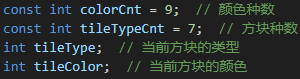 const int colorCnt = 9;  // 颜色种数
const int tileTypeCnt = 7;  // 方块种数
int tileType;  // 当前方块的类型
int tileColor;  // 当前方块的颜色